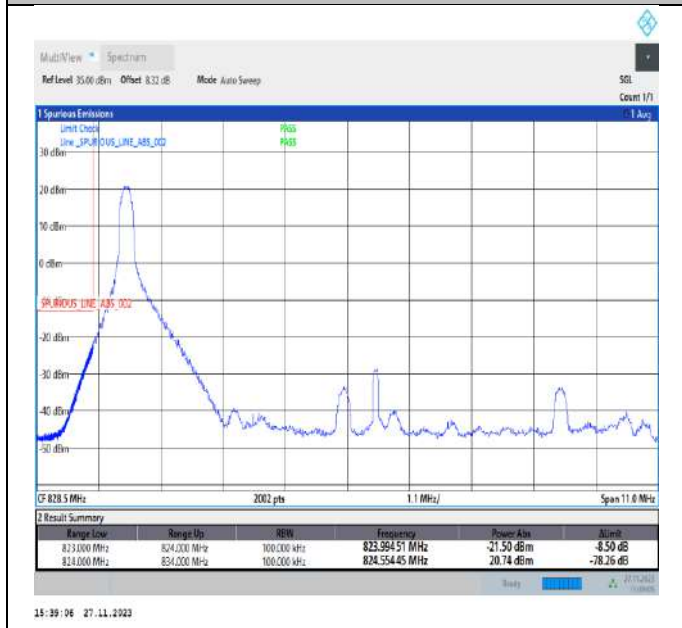 MultiView Spectrum
Ref Level 35.00 dBm Offset 8.32 dB Mode Auto Sweep SGL
Count 1/1
1 Spurious Emissions 1 Avg
Limit Check PASS
Line _SPURIOUS_LINE_ABS_002 PASS
30 dBm
20 dBm
10 dBm
0 dBm
SPURIOUS_LINE_ABS_002
-20 dBm
-30 dBm
-40 dBm
-50 dBm
CF 828.5 MHz 2002 pts 1.1 MHz/ Span 11.0 MHz
2 Result Summary
Range Low Range Up RBW Frequency Power Abs ΔLimit
823.000 MHz 824.000 MHz 100.000 kHz 823.99451 MHz -21.50 dBm -8.50 dB
824.000 MHz 834.000 MHz 100.000 kHz 824.55445 MHz 20.74 dBm -78.26 dB
Ready 27.11.2023
15:39:06 27.11.2023